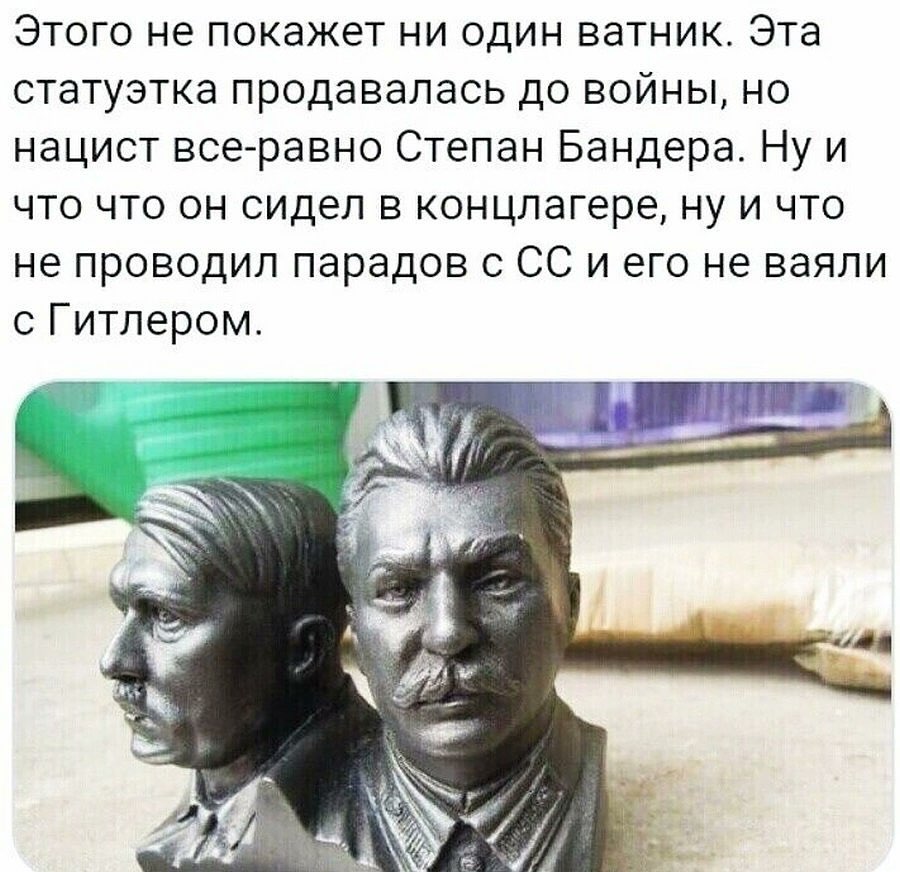 Этого не покажет ни один ватник. Эта
статуэтка продавалась до войны, но
нацист все-равно Степан Бандера. Ну и
что что он сидел в концлагере, ну и что
не проводил парадов с СС и его не ваяли
с Гитлером.